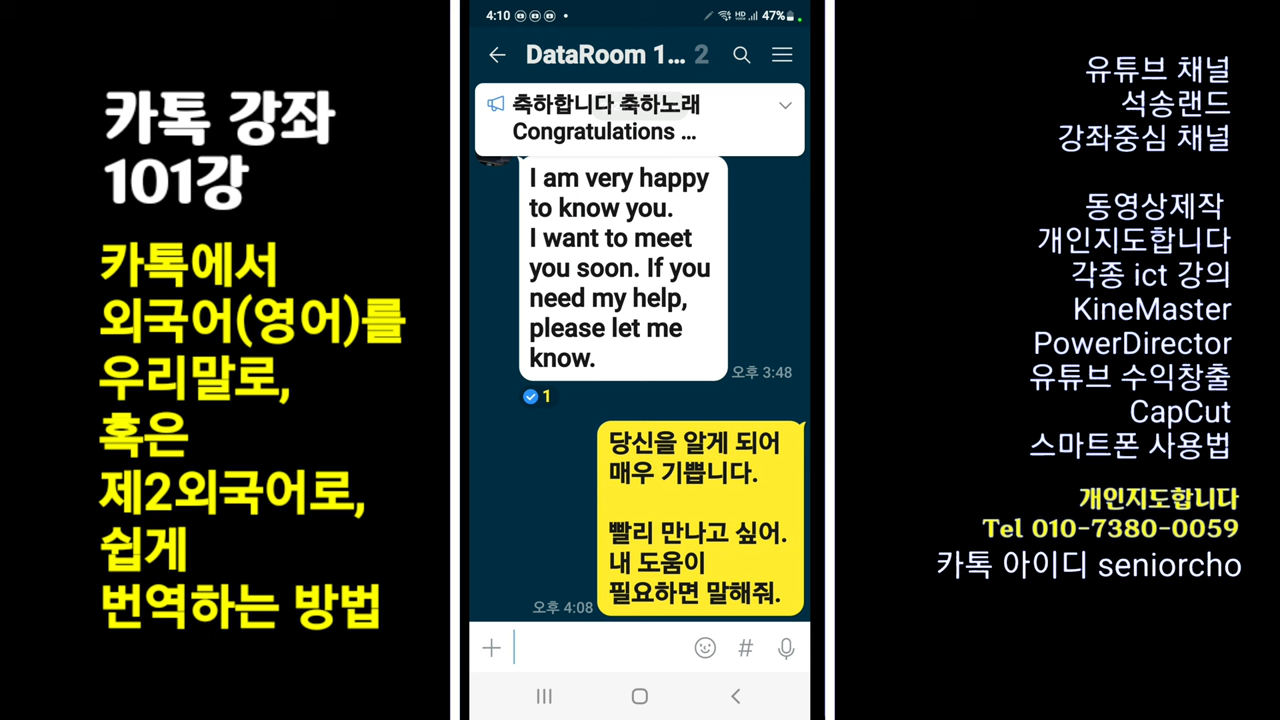 카톡 강좌
101강
카톡에서
외국어(영어)를
우리말로,
혹은
제2외국어로,
쉽게
번역하는 방법
4:10
47%
DataRoom 1... 2
축하합니다 축하노래
Congratulations ...
I am very happy
to know you.
I want to meet
you soon. If you
need my help,
please let me
know.
오후 3:48
1
당신을 알게 되어
매우 기쁩니다.
빨리 만나고 싶어.
내 도움이
필요하면 말해줘.
오후 4:08
#
유튜브 채널
석송랜드
강좌중심 채널
동영상제작
개인지도합니다
각종 ict 강의
KineMaster
PowerDirector
유튜브 수익창출
CapCut
스마트폰 사용법
개인지도합니다
Tel 010-7380-0059
카톡 아이디 seniorcho